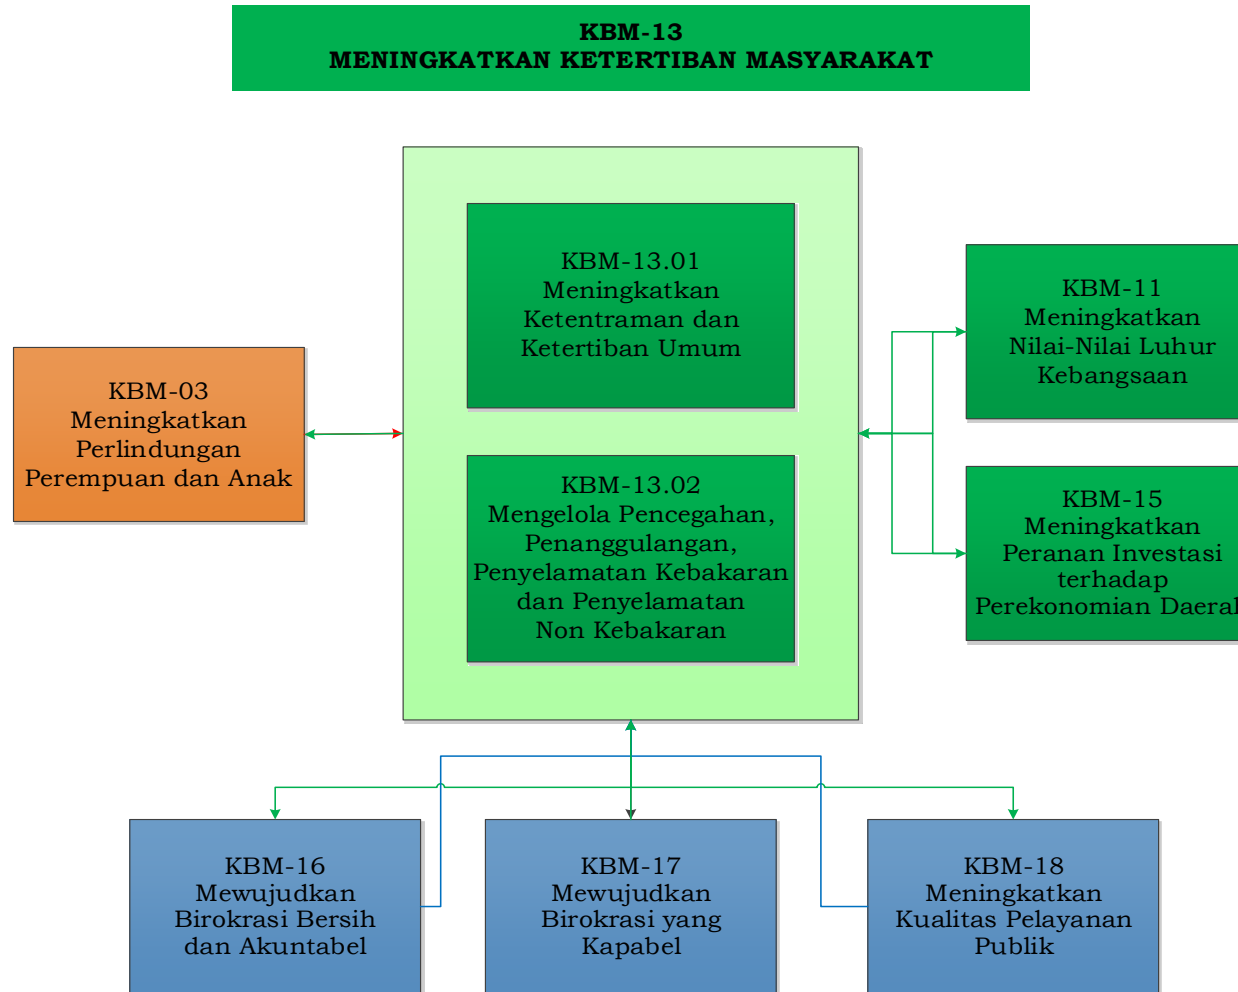 KBM-13
MENINGKATKAN KETERTIBAN MASYARAKAT
KBM-13.01
Meningkatkan
Ketentraman dan
Ketertiban Umum
KBM-11
Meningkatkan
Nilai-Nilai Luhur
Kebangsaan
KBM-03
Meningkatkan
Perlindungan
Perempuan dan Anak
KBM-13.02
Mengelola Pencegahan,
Penanggulangan,
Penyelamatan Kebakaran
dan Penyelamatan
Non Kebakaran
KBM-15
Meningkatkan
Peranan Investasi
terhadap
Perekonomian Daerah
KBM-16
Mewujudkan
Birokrasi Bersih
dan Akuntabel
KBM-17
Mewujudkan
Birokrasi yang
Kapabel
KBM-18
Meningkatkan
Kualitas Pelayanan
Publik